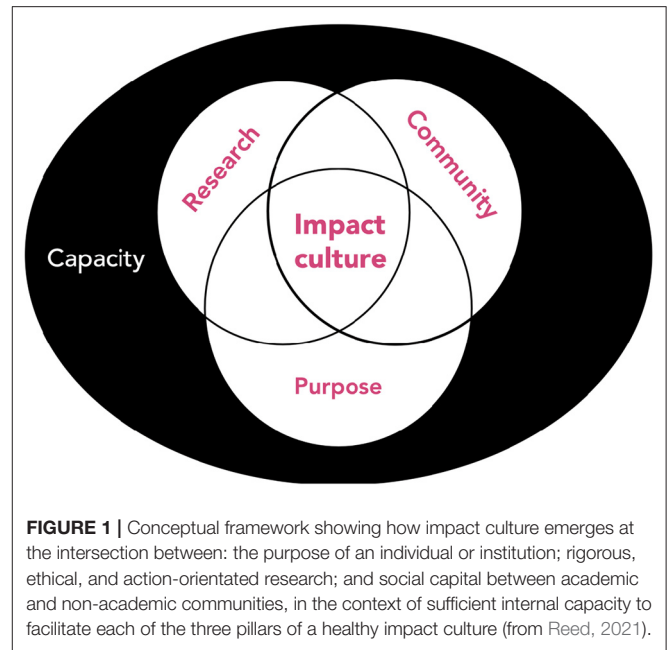 Research
Community
Impact
culture
Capacity
Purpose
FIGURE 1 | Conceptual framework showing how impact culture emerges at
the intersection between: the purpose of an individual or institution; rigorous,
ethical, and action-orientated research; and social capital between academic
and non-academic communities, in the context of sufficient internal capacity to
facilitate each of the three pillars of a healthy impact culture (from Reed, 2021).